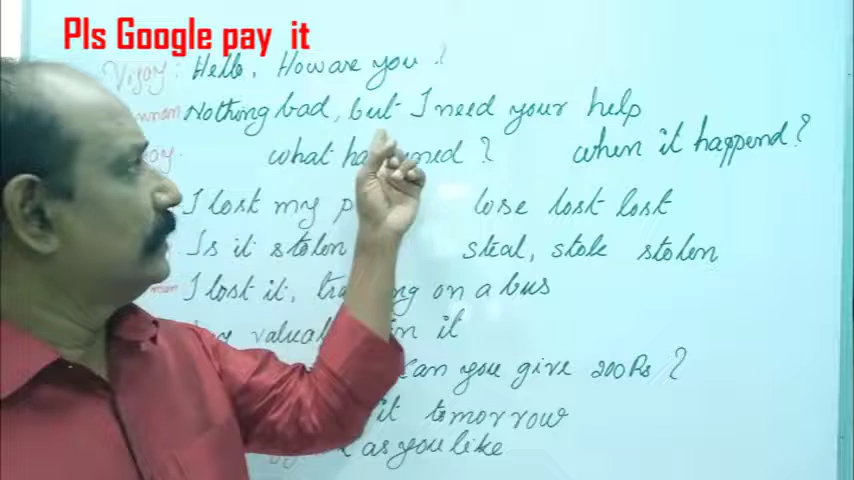 Pls Google pay it
Vijay: Hello, How are you?
Nothing bad, but I need your help
what happened? when it happend?
I lost my lose lost lost
Is it stolen steal, stole stolen
I lost it, on a bus
in it
Can you give 200Rs?
it tomorrow
as you like